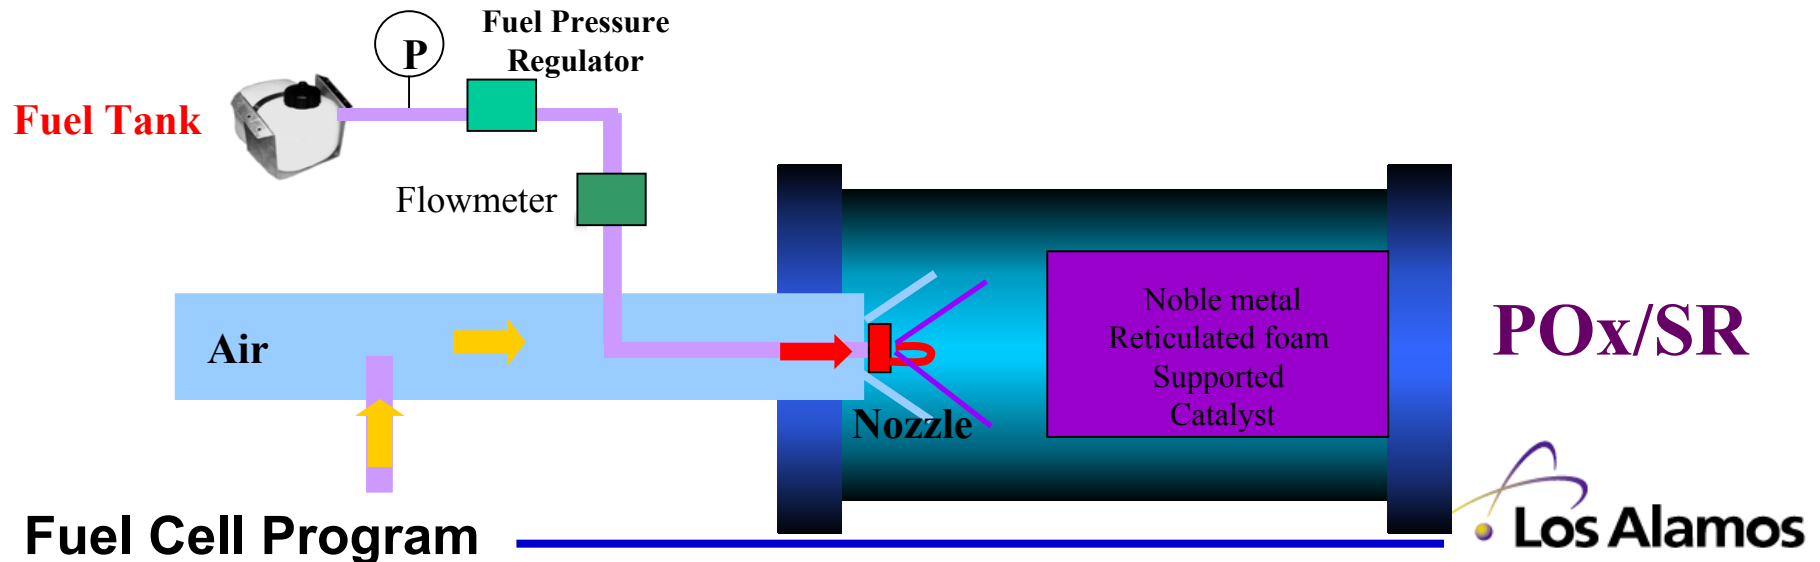 Fuel Pressure
Regulator
P
Fuel Tank
Flowmeter
Air
Nozzle
Noble metal
Reticulated foam
Supported
Catalyst
POx/SR
Fuel Cell Program
Los Alamos